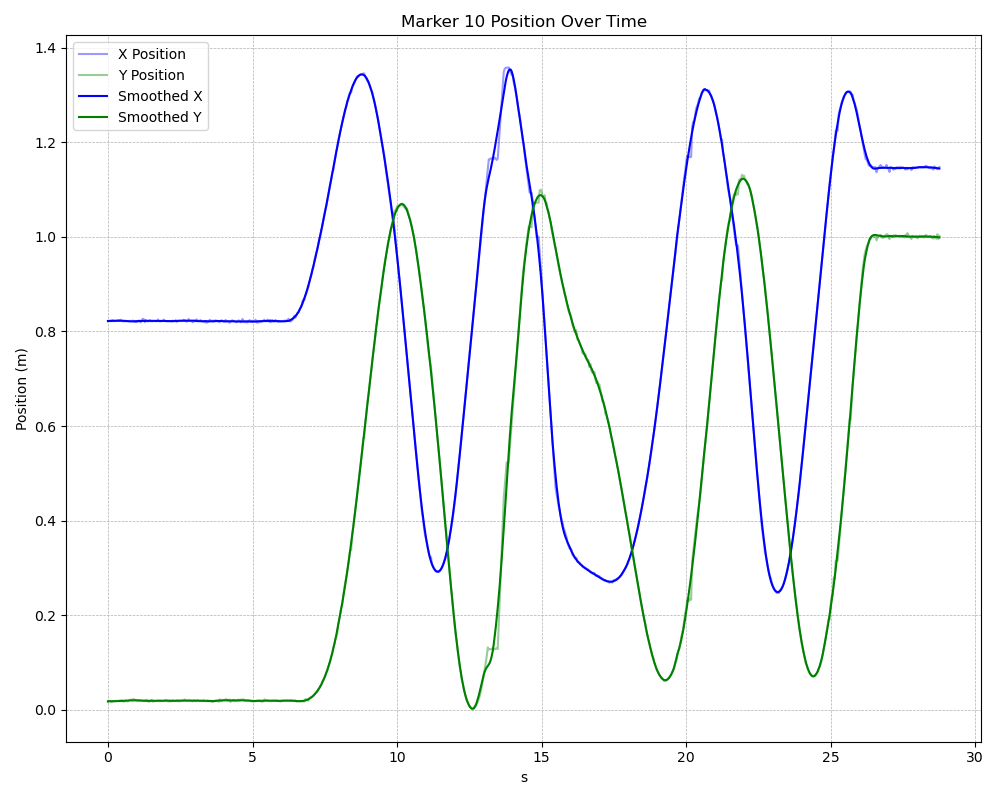 Marker 10 Position Over Time
X Position
Y Position
Smoothed X
Smoothed Y
Position (m)
1.4
1.2
1.0
0.8
0.6
0.4
0.2
0.0
0 5 10 15 20 25 30
s